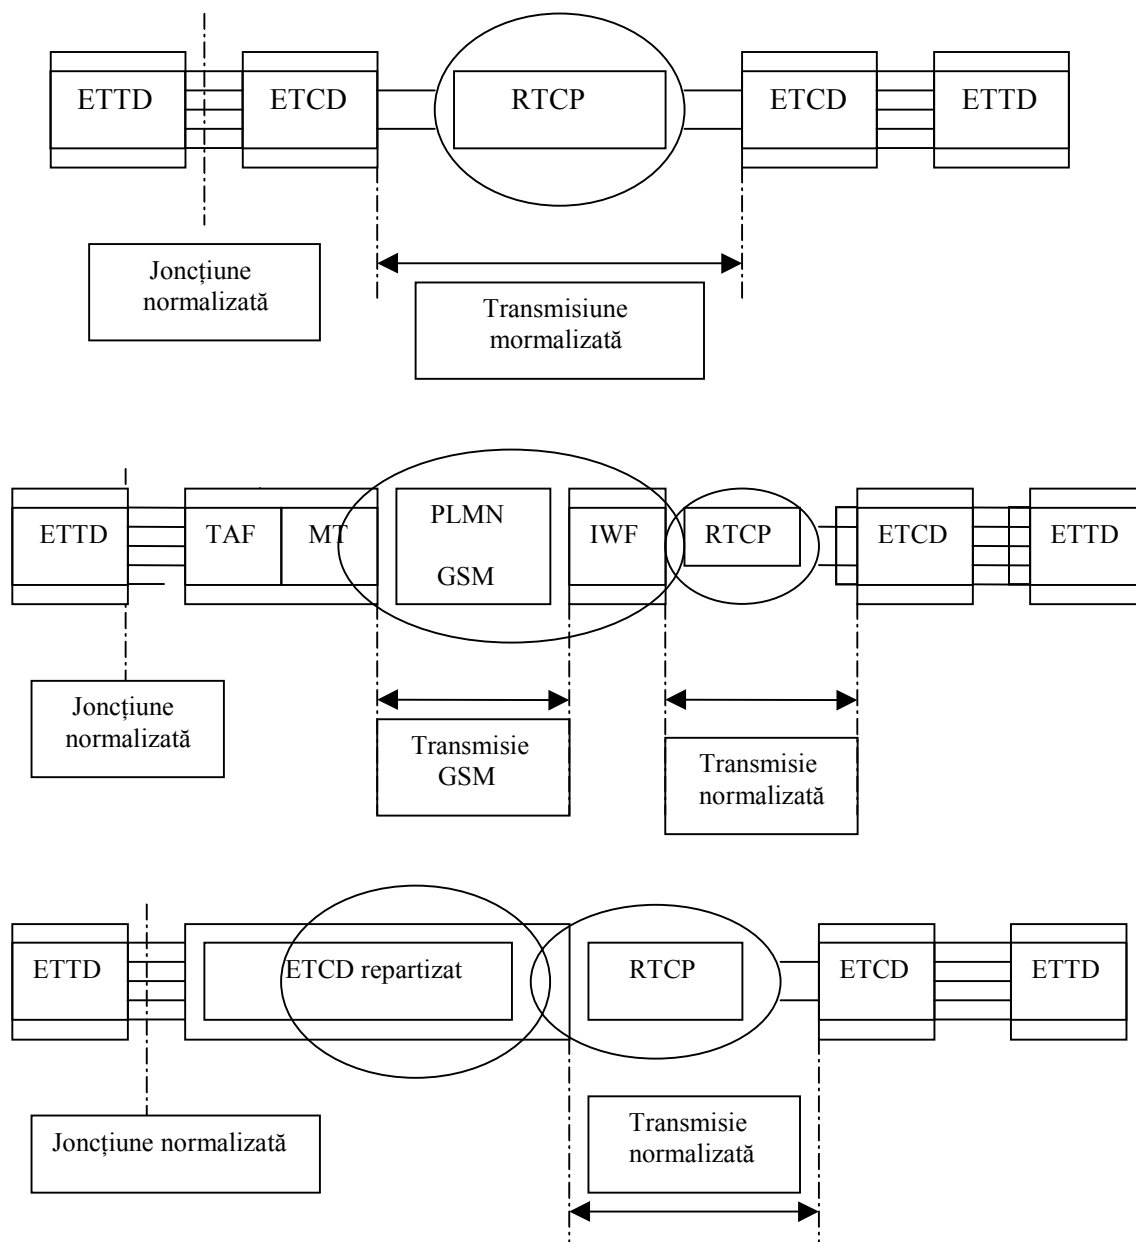 ETTD ETCD RTCP ETCD ETTD
Joncțiune
normalizată
Transmisiune
mormalizată
ETTD TAF MT PLMN GSM IWF RTCP ETCD ETTD
Joncțiune
normalizată
Transmisie
GSM
Transmisie
normalizată
ETTD ETCD repartizat RTCP ETCD ETTD
Joncțiune normalizată
Transmisie
normalizată